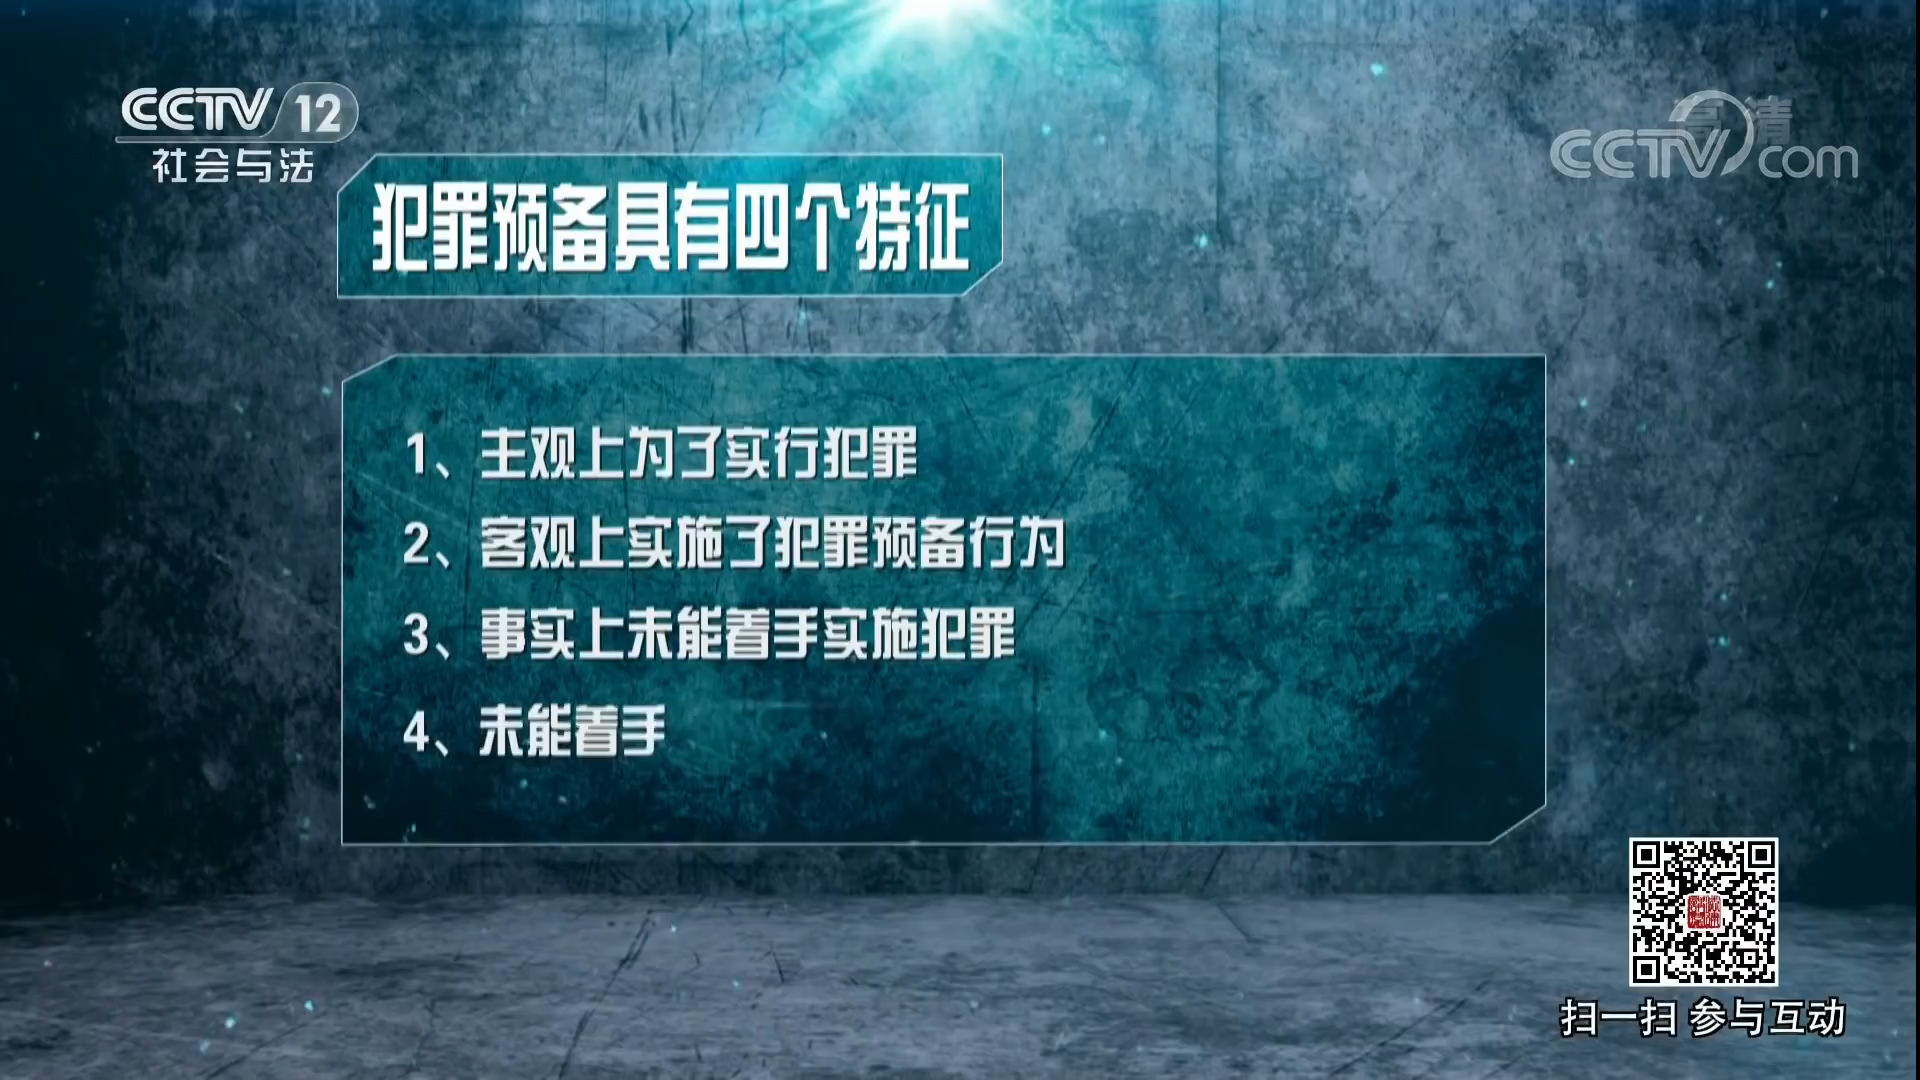 CCTV 12
社会与法
高清
CCTV com
犯罪预备具有四个特征
1、主观上为了实行犯罪
2、客观上实施了犯罪预备行为
3、事实上未能着手实施犯罪
4、未能着手
扫一扫 参与互动